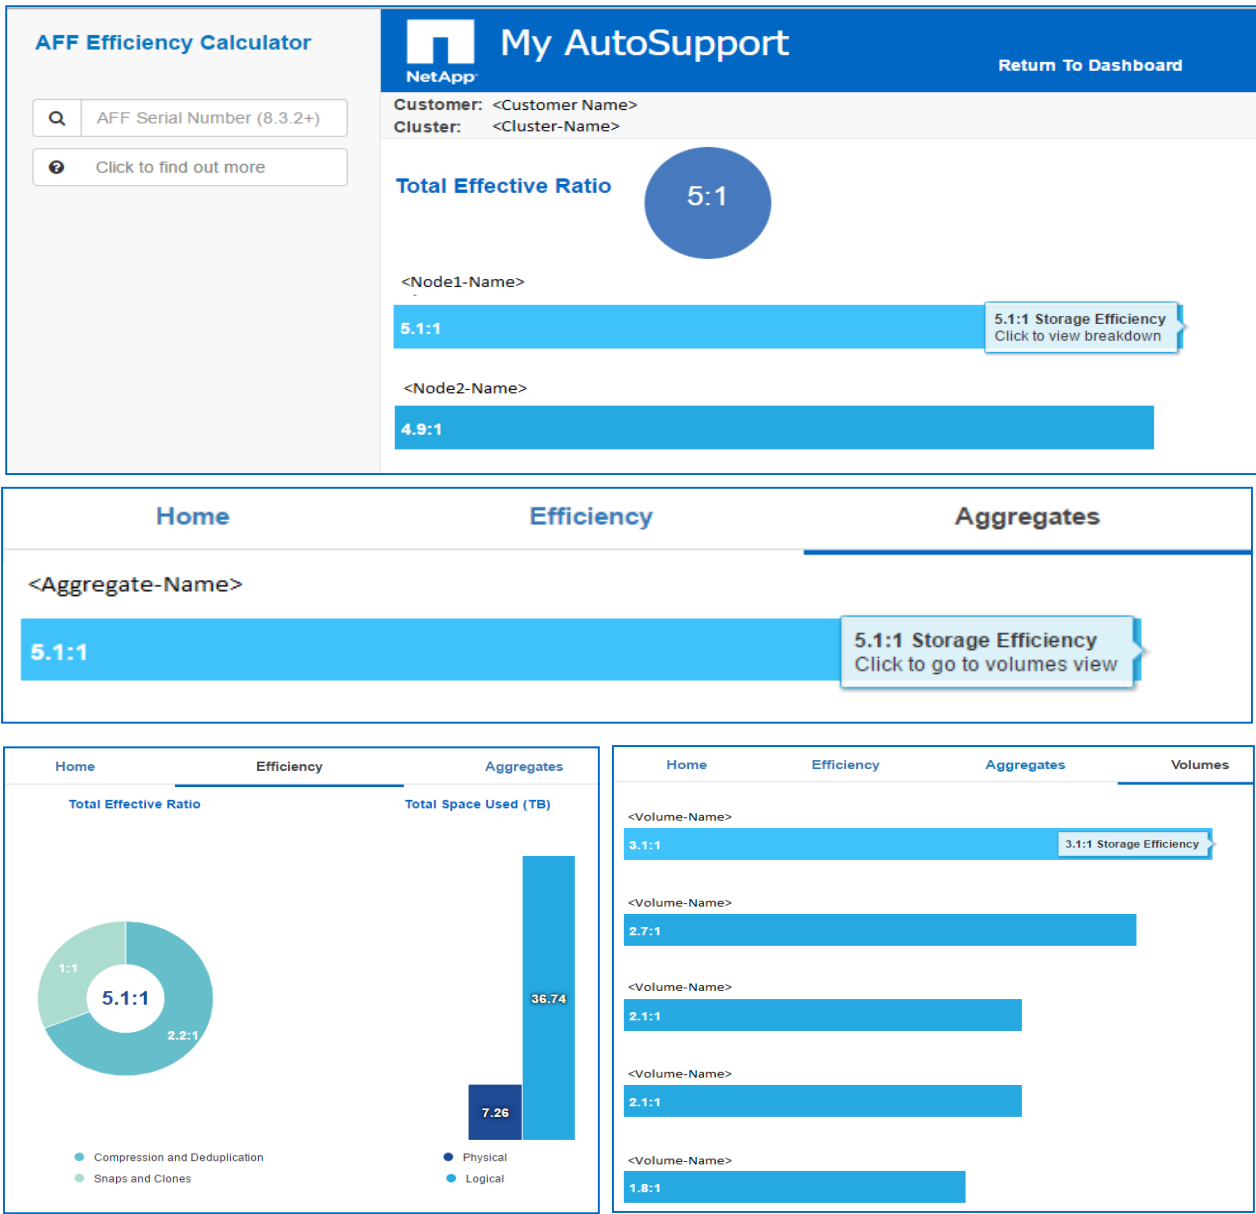 AFF Efficiency Calculator
AFF Serial Number (8.3.2+)
Click to find out more
NetApp
My AutoSupport
Return To Dashboard
Customer: <Customer Name>
Cluster: <Cluster-Name>
Total Effective Ratio
5:1
<Node1-Name>
5.1:1
5.1:1 Storage Efficiency
Click to view breakdown
<Node2-Name>
4.9:1
Home Efficiency Aggregates
<Aggregate-Name>
5.1:1
5.1:1 Storage Efficiency
Click to go to volumes view
Home Efficiency Aggregates
Total Effective Ratio
Total Space Used (TB)
1:1
5.1:1
2.2:1
36.74
7.26
Compression and Deduplication
Snaps and Clones
Physical
Logical
Home Efficiency Aggregates Volumes
<Volume-Name>
3.1:1
3.1:1 Storage Efficiency
<Volume-Name>
2.7:1
<Volume-Name>
2.1:1
<Volume-Name>
2.1:1
<Volume-Name>
1.8:1